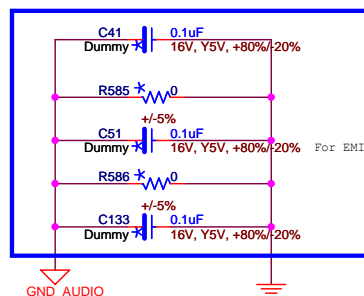 C41 0.1uF
Dummy 16V, Y5V, +80%/-20%
R585 0
+/-5%
C51 0.1uF
Dummy 16V, Y5V, +80%/-20% For EMI
R586 0
+/-5%
C133 0.1uF
Dummy 16V, Y5V, +80%/-20%
GND_AUDIO